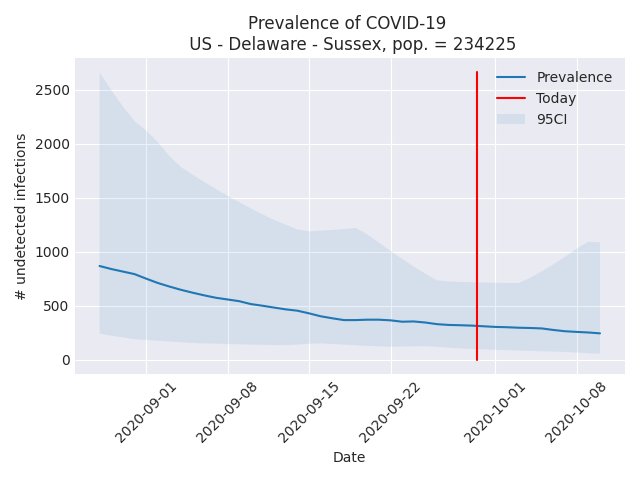 Prevalence of COVID-19
US - Delaware - Sussex, pop. = 234225
Prevalence
Today
95CI
# undetected infections
2500
2000
1500
1000
500
0
2020-09-01
2020-09-08
2020-09-15
2020-09-22
2020-10-01
2020-10-08
Date